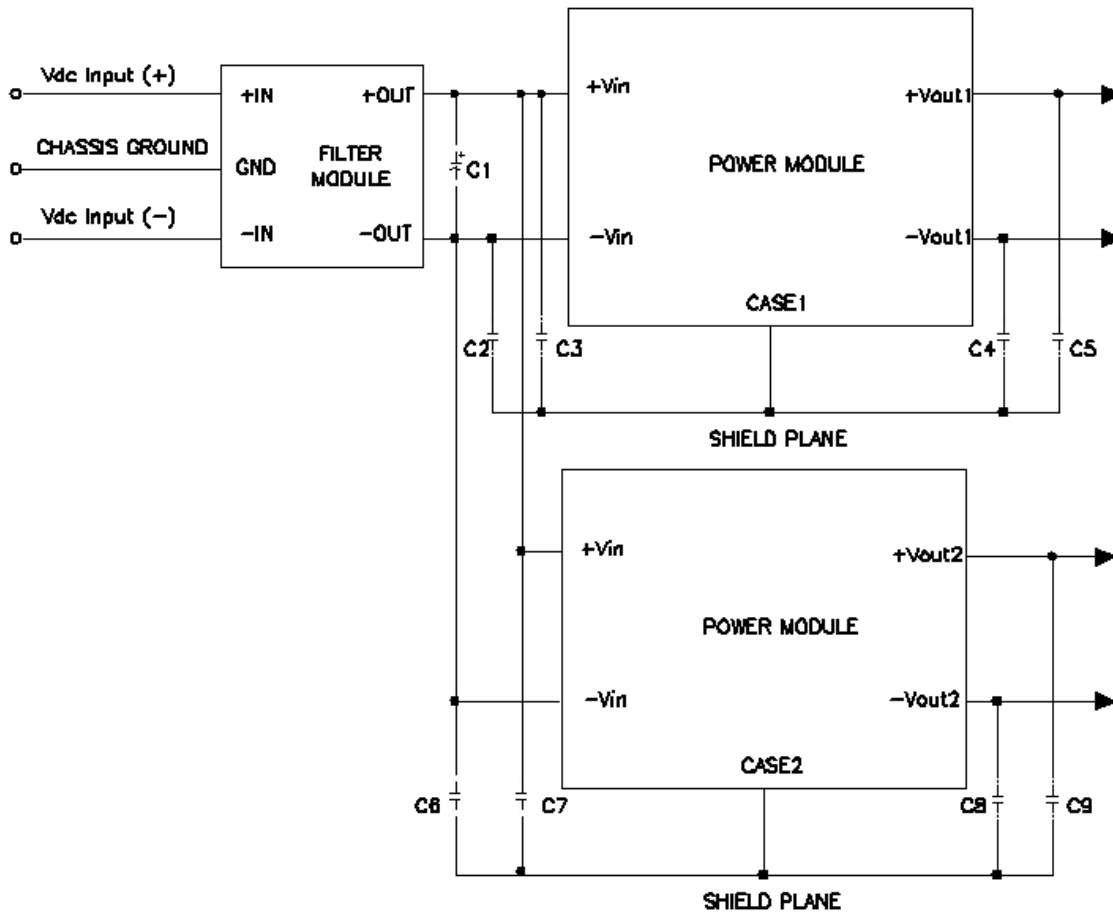 Vdc Input (+)
CHASSIS GROUND
Vdc Input (-)
+IN +OUT
GND FILTER
MODULE
-IN -OUT
C1
+
+Vin +Vout1
POWER MODULE
-Vin -Vout1
CASE1
C2 C3 C4 C5
SHIELD PLANE
+Vin +Vout2
POWER MODULE
-Vin -Vout2
CASE2
C6 C7 C8 C9
SHIELD PLANE